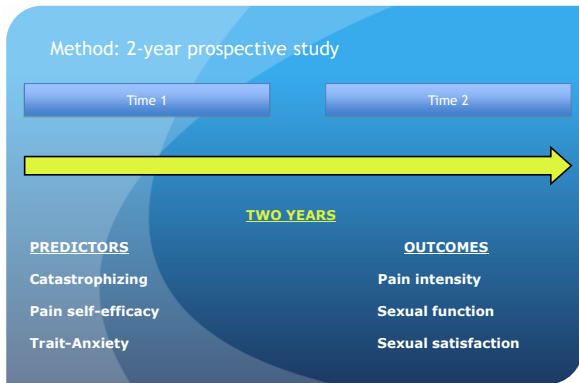 Method: 2-year prospective study
Time 1
Time 2
TWO YEARS
PREDICTORS
OUTCOMES
Catastrophizing
Pain intensity
Pain self-efficacy
Sexual function
Trait-Anxiety
Sexual satisfaction